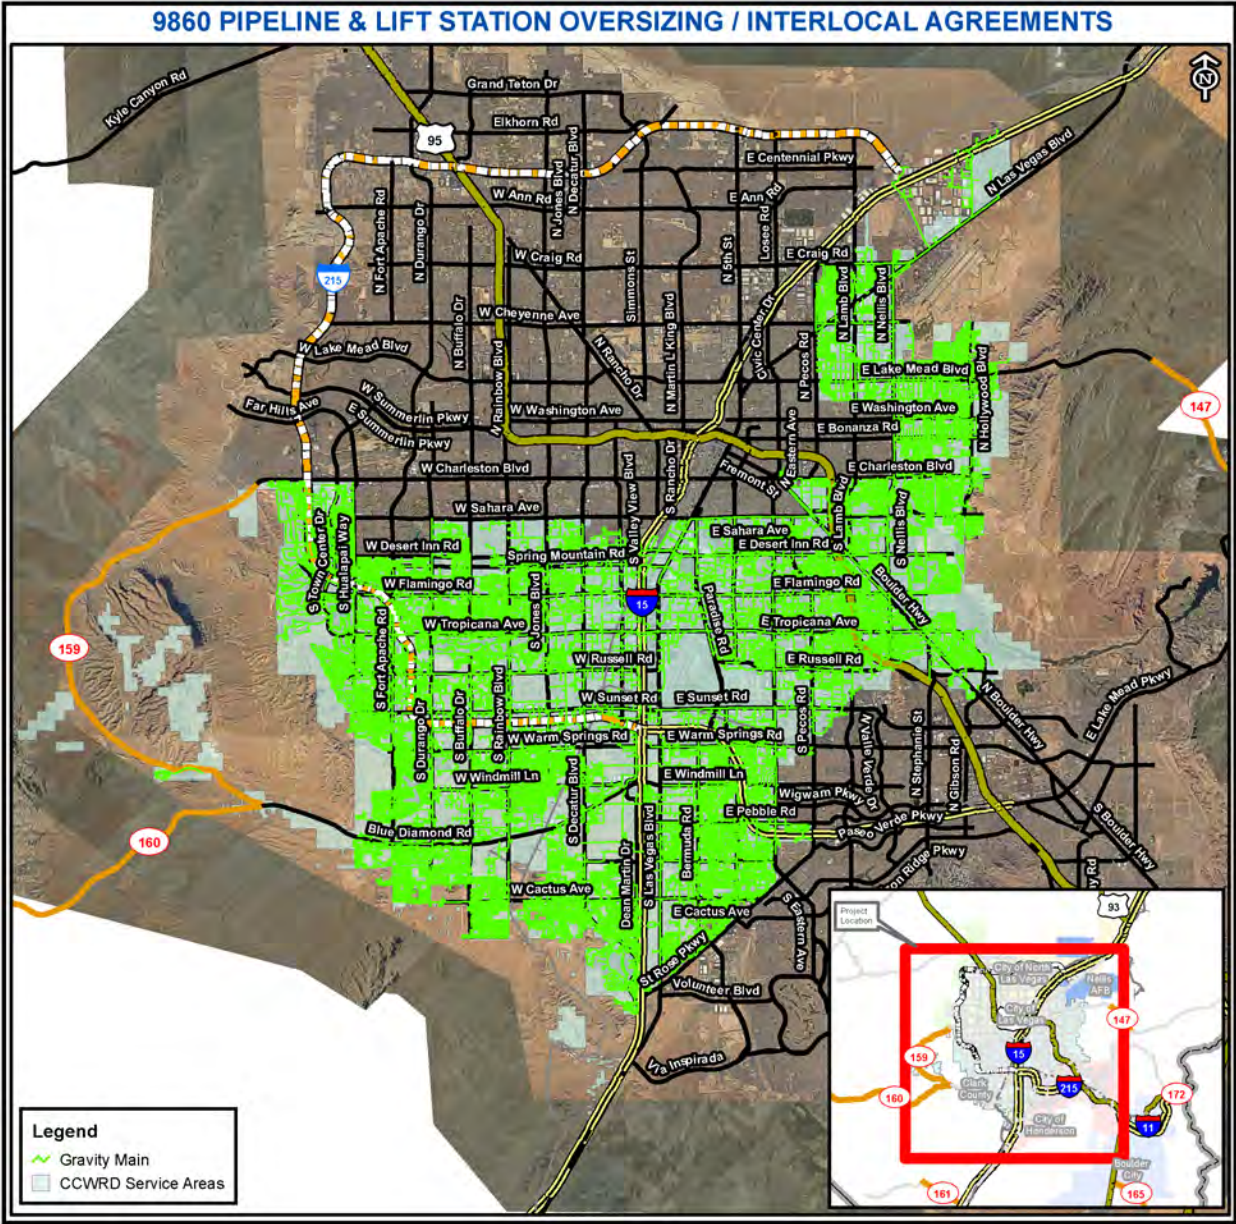 9860 PIPELINE & LIFT STATION OVERSIZING / INTERLOCAL AGREEMENTS
N
Kyle Canyon Rd
Grand Teton Dr
Elkhorn Rd
95
E Centennial Pkwy
N Las Vegas Blvd
N Jones Blvd
N Decatur Blvd
W Ann Rd
E Ann Rd
Losee Rd
N 5th St
N Fort Apache Rd
N Durango Dr
W Craig Rd
E Craig Rd
Simmons St
215
N Lamb Blvd
N Nellis Blvd
W Cheyenne Ave
N Buffalo Dr
Civic Center Dr
N Martin L King Blvd
N Rancho Dr
N Pecos Rd
W Lake Mead Blvd
N Rainbow Blvd
E Lake Mead Blvd
N Hollywood Blvd
147
W Summerlin Pkwy
E Summerlin Pkwy
Far Hills Ave
W Washington Ave
E Washington Ave
E Bonanza Rd
N Eastern Ave
W Charleston Blvd
Fremont St
E Charleston Blvd
S Valley View Blvd
S Rancho Dr
S Lamb Blvd
S Nellis Blvd
W Sahara Ave
E Sahara Ave
S Town Center Dr
S Hualapai Way
W Desert Inn Rd
Spring Mountain Rd
E Desert Inn Rd
W Flamingo Rd
E Flamingo Rd
Boulder Hwy
S Jones Blvd
15
Paradise Rd
W Tropicana Ave
E Tropicana Ave
159
S Fort Apache Rd
W Russell Rd
E Russell Rd
W Sunset Rd
E Sunset Rd
N Boulder Hwy
E Lake Mead Pkwy
S Durango Dr
S Buffalo Dr
S Rainbow Blvd
W Warm Springs Rd
E Warm Springs Rd
S Pecos Rd
N Valle Verde Dr
N Stephanie St
N Gibson Rd
W Windmill Ln
E Windmill Ln
S Decatur Blvd
Wigwam Pkwy
E Pebble Rd
Paseo Verde Pkwy
S Boulder Hwy
160
Blue Diamond Rd
Dean Martin Dr
S Las Vegas Blvd
Bermuda Rd
on Ridge Pkwy
y Rd
W Cactus Ave
E Cactus Ave
S Eastern Ave
St Rose Pkwy
Volunteer Blvd
Via Inspirada
Project
Location
93
City of North
Las Vegas
Nellis
AFB
City of
Las Vegas
147
159
15
Clark
County
160
215
172
City of
Henderson
11
Boulder
City
161
165
Legend
Gravity Main
CCWRD Service Areas